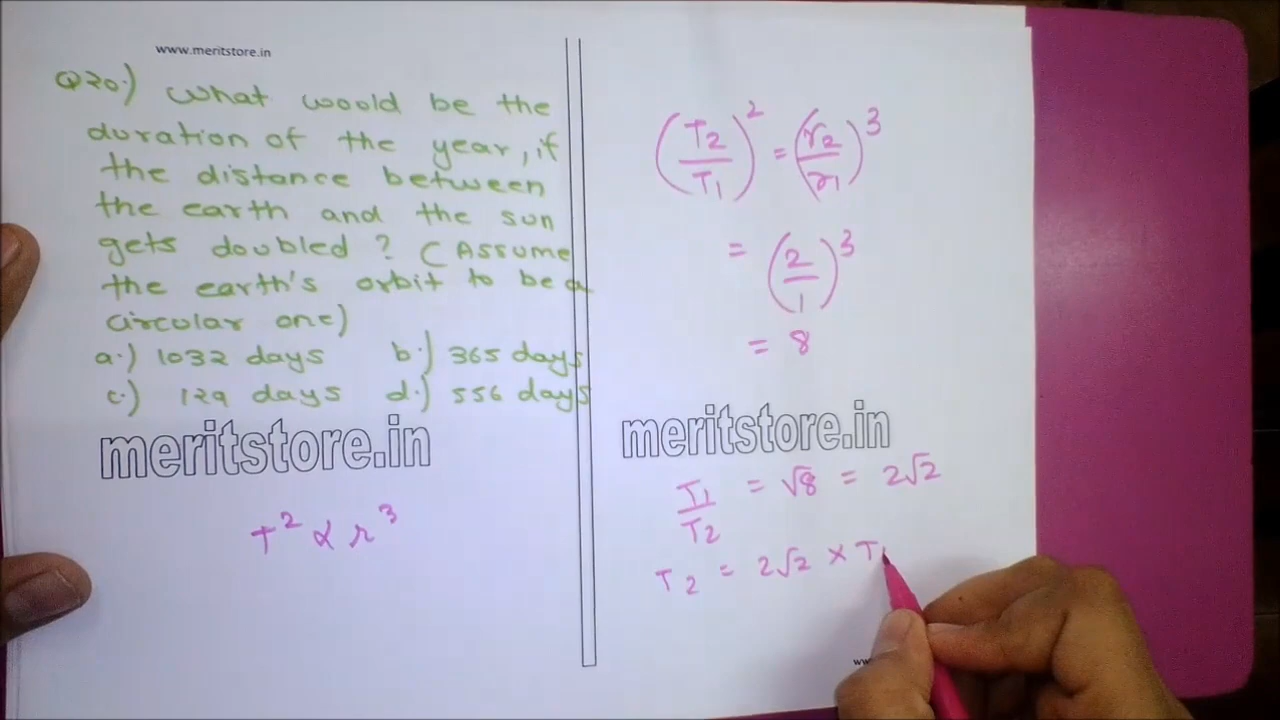 www.meritstore.in
Q20.) What woold be the
duration of the year, if
the distance between
the earth and the sun
gets doubled ? (Assume
the earth's orbit to be a
circular one)
a.) 1032 days b.) 365 days
c.) 129 days d.) 556 days
meritstore.in
T² ∝ r³
(T2/T1)² = (r2/r1)³
= (2/1)³
= 8
meritstore.in
T1/T2 = √8 = 2√2
T2 = 2√2 × T1